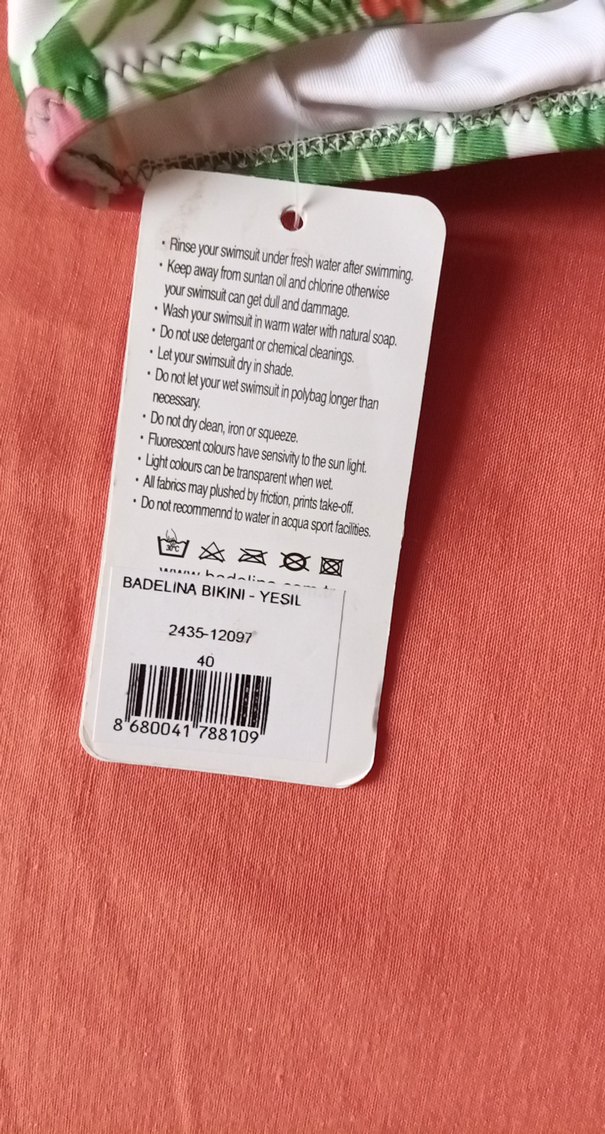 • Rinse your swimsuit under fresh water after swimming.
• Keep away from suntan oil and chlorine otherwise
your swimsuit can get dull and dammage.
• Wash your swimsuit in warm water with natural soap.
• Do not use detergant or chemical cleanings.
• Let your swimsuit dry in shade.
• Do not let your wet swimsuit in polybag longer than
necessary.
• Do not dry clean, iron or squeeze.
• Fluorescent colours have sensivity to the sun light.
• Light colours can be transparent when wet.
• All fabrics may plushed by friction, prints take-off.
• Do not recommennd to water in acqua sport facilities.
30°C
BADELINA BIKINI - YESIL
2435-12097
40
8 680041 788109